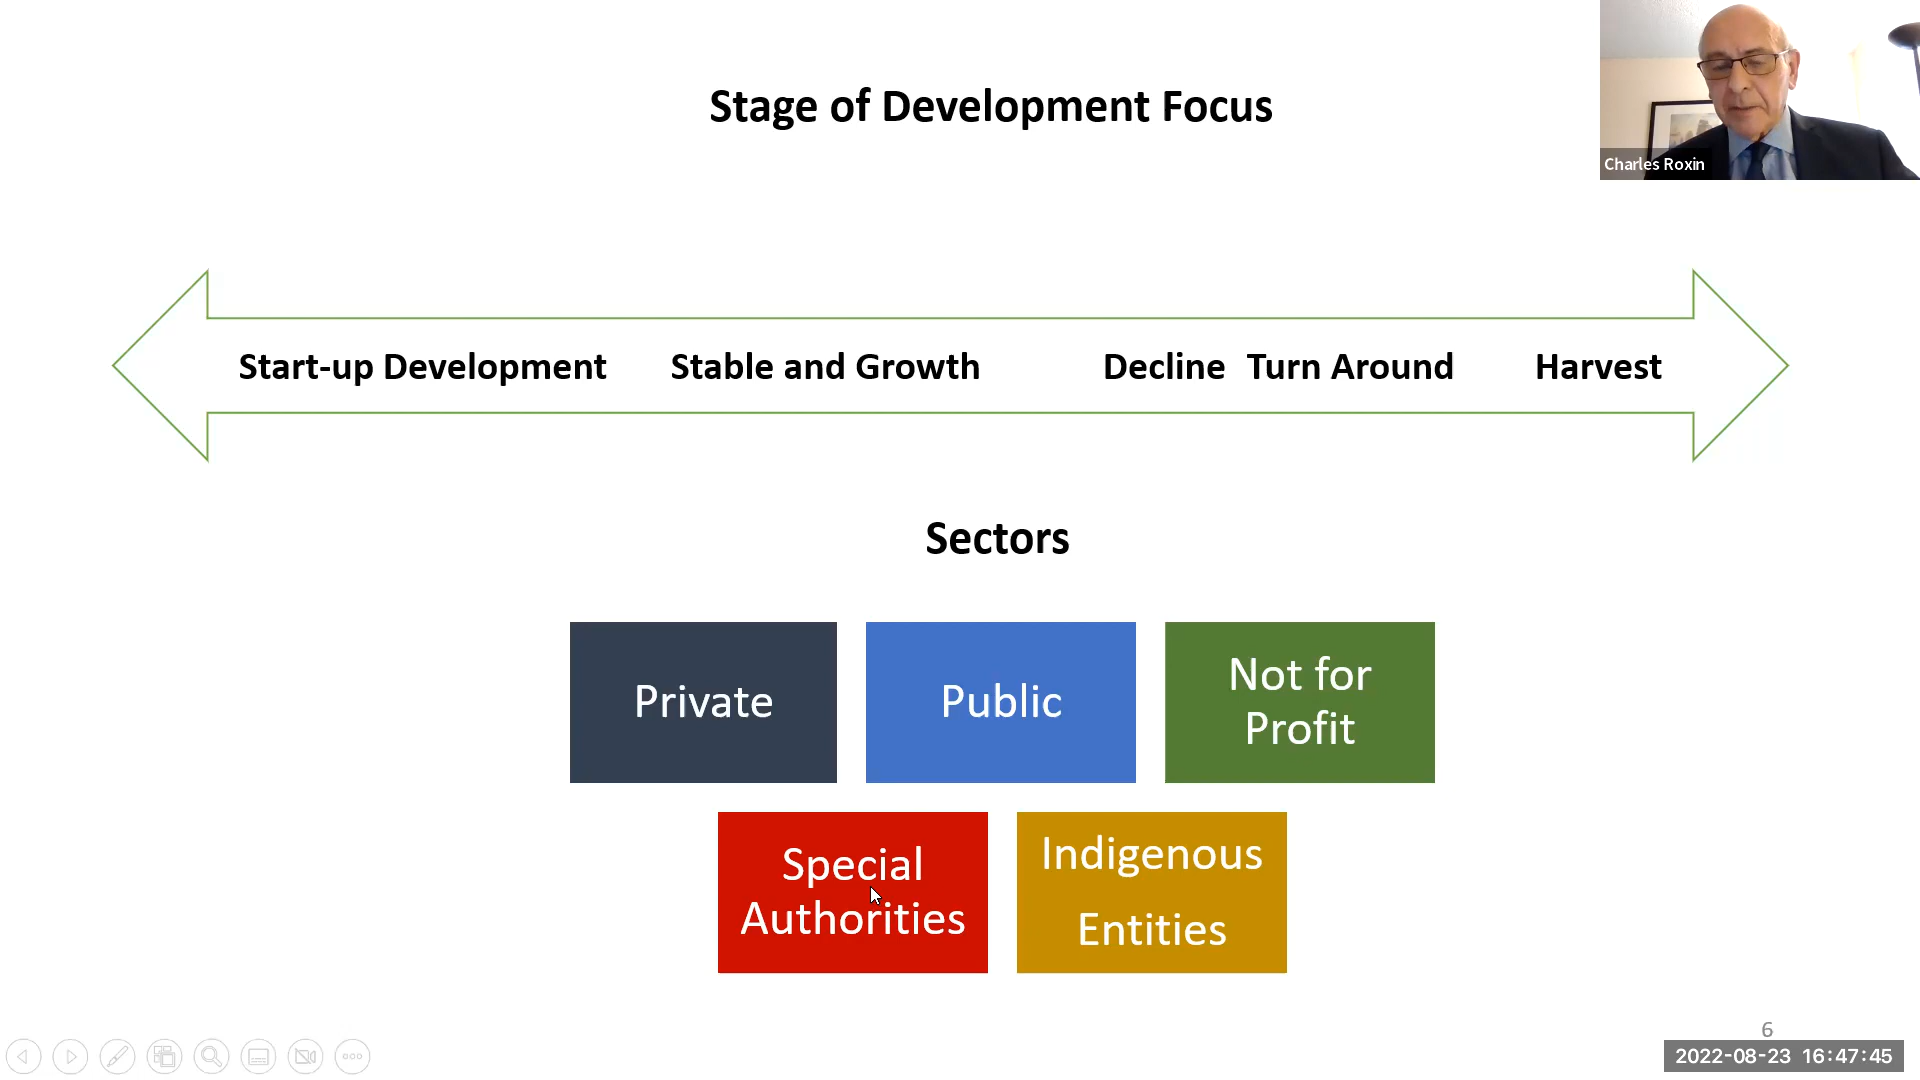 Stage of Development Focus
Charles Roxin
Start-up Development Stable and Growth Decline Turn Around Harvest
Sectors
Private
Public
Not for
Profit
Special
Authorities
Indigenous
Entities
6
2022-08-23 16:47:45